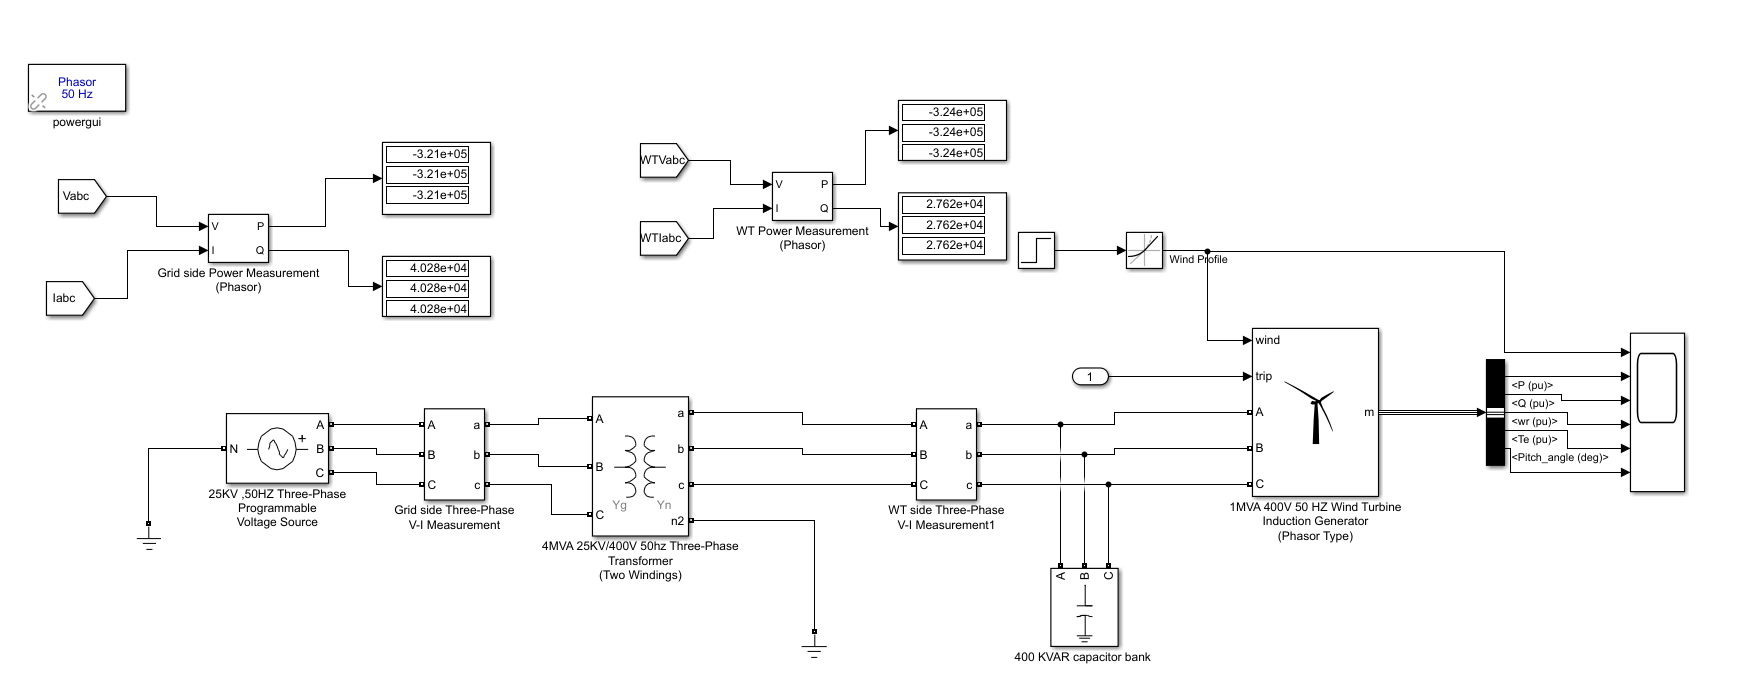 Phasor
50 Hz
powergui
Vabc
Iabc
V
I
P
Q
Grid side Power Measurement
(Phasor)
-3.21e+05
-3.21e+05
-3.21e+05
4.028e+04
4.028e+04
4.028e+04
WTVabc
WTIabc
V
I
P
Q
WT Power Measurement
(Phasor)
-3.24e+05
-3.24e+05
-3.24e+05
2.762e+04
2.762e+04
2.762e+04
Wind Profile
wind
trip
A
B
C
m
1
1MVA 400V 50 HZ Wind Turbine
Induction Generator
(Phasor Type)
<P (pu)>
<Q (pu)>
<wr (pu)>
<Te (pu)>
<Pitch_angle (deg)>
N
A
B
C
25KV ,50HZ Three-Phase
Programmable
Voltage Source
A
B
C
a
b
c
Grid side Three-Phase
V-I Measurement
A
B
C
a
b
c
n2
Yg
Yn
4MVA 25KV/400V 50hz Three-Phase
Transformer
(Two Windings)
A
B
C
a
b
c
WT side Three-Phase
V-I Measurement1
A
B
C
400 KVAR capacitor bank